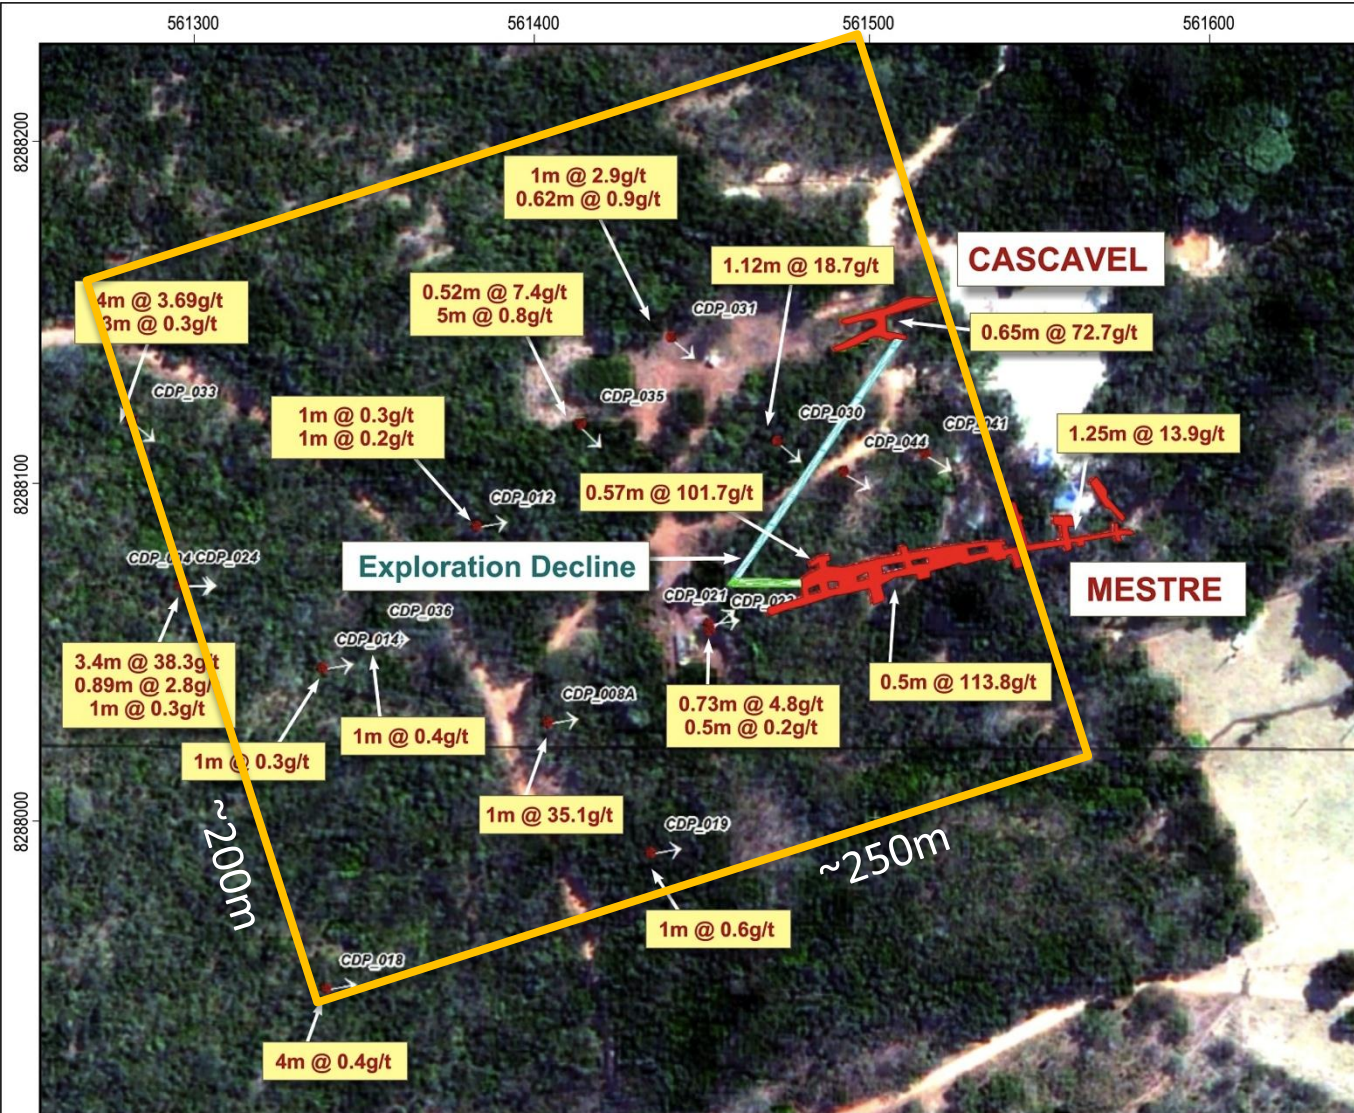 561300
561400
561500
561600
8288200
8288100
8288000
1m @ 2.9g/t
0.62m @ 0.9g/t
1.12m @ 18.7g/t
CASCAVEL
0.52m @ 7.4g/t
5m @ 0.8g/t
4m @ 3.69g/t
3m @ 0.3g/t
CDP_031
0.65m @ 72.7g/t
CDP_033
CDP_035
1m @ 0.3g/t
1m @ 0.2g/t
CDP_030
CDP_044
CDP_041
1.25m @ 13.9g/t
0.57m @ 101.7g/t
CDP_012
Exploration Decline
CDP_024
MESTRE
CDP_021
CDP_036
CDP_014
3.4m @ 38.3g/t
0.89m @ 2.8g/
1m @ 0.3g/t
0.5m @ 113.8g/t
CDP_008A
0.73m @ 4.8g/t
0.5m @ 0.2g/t
1m @ 0.4g/t
1m @ 0.3g/t
1m @ 35.1g/t
CDP_019
~200m
~250m
1m @ 0.6g/t
CDP_018
4m @ 0.4g/t